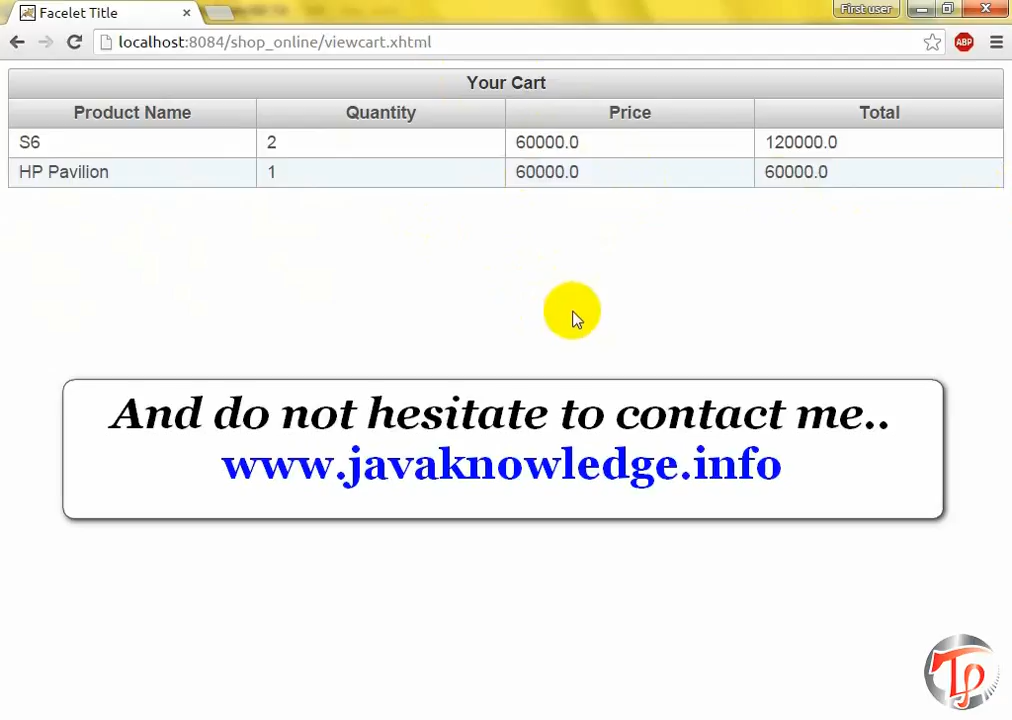 Facelet Title
First user
localhost:8084/shop_online/viewcart.xhtml
ABP
Your Cart
Product Name Quantity Price Total
S6 2 60000.0 120000.0
HP Pavilion 1 60000.0 60000.0
And do not hesitate to contact me..
www.javaknowledge.info